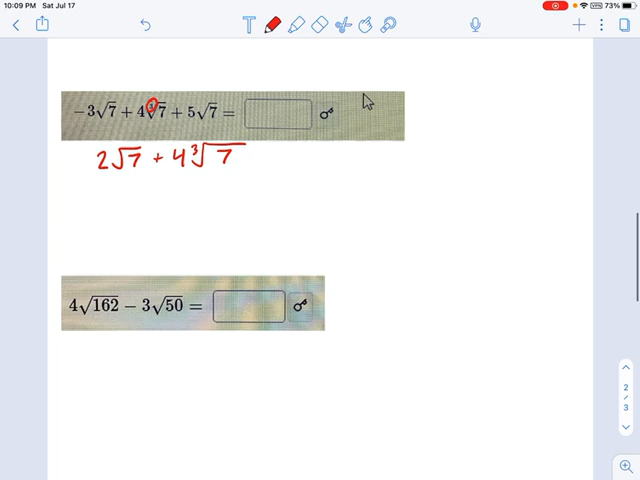 10:09 PM Sat Jul 17 VPN 73%
T
−3√7 + 4∛7 + 5√7 =
2√7 + 4∛7
4√162 − 3√50 =
2
/
3